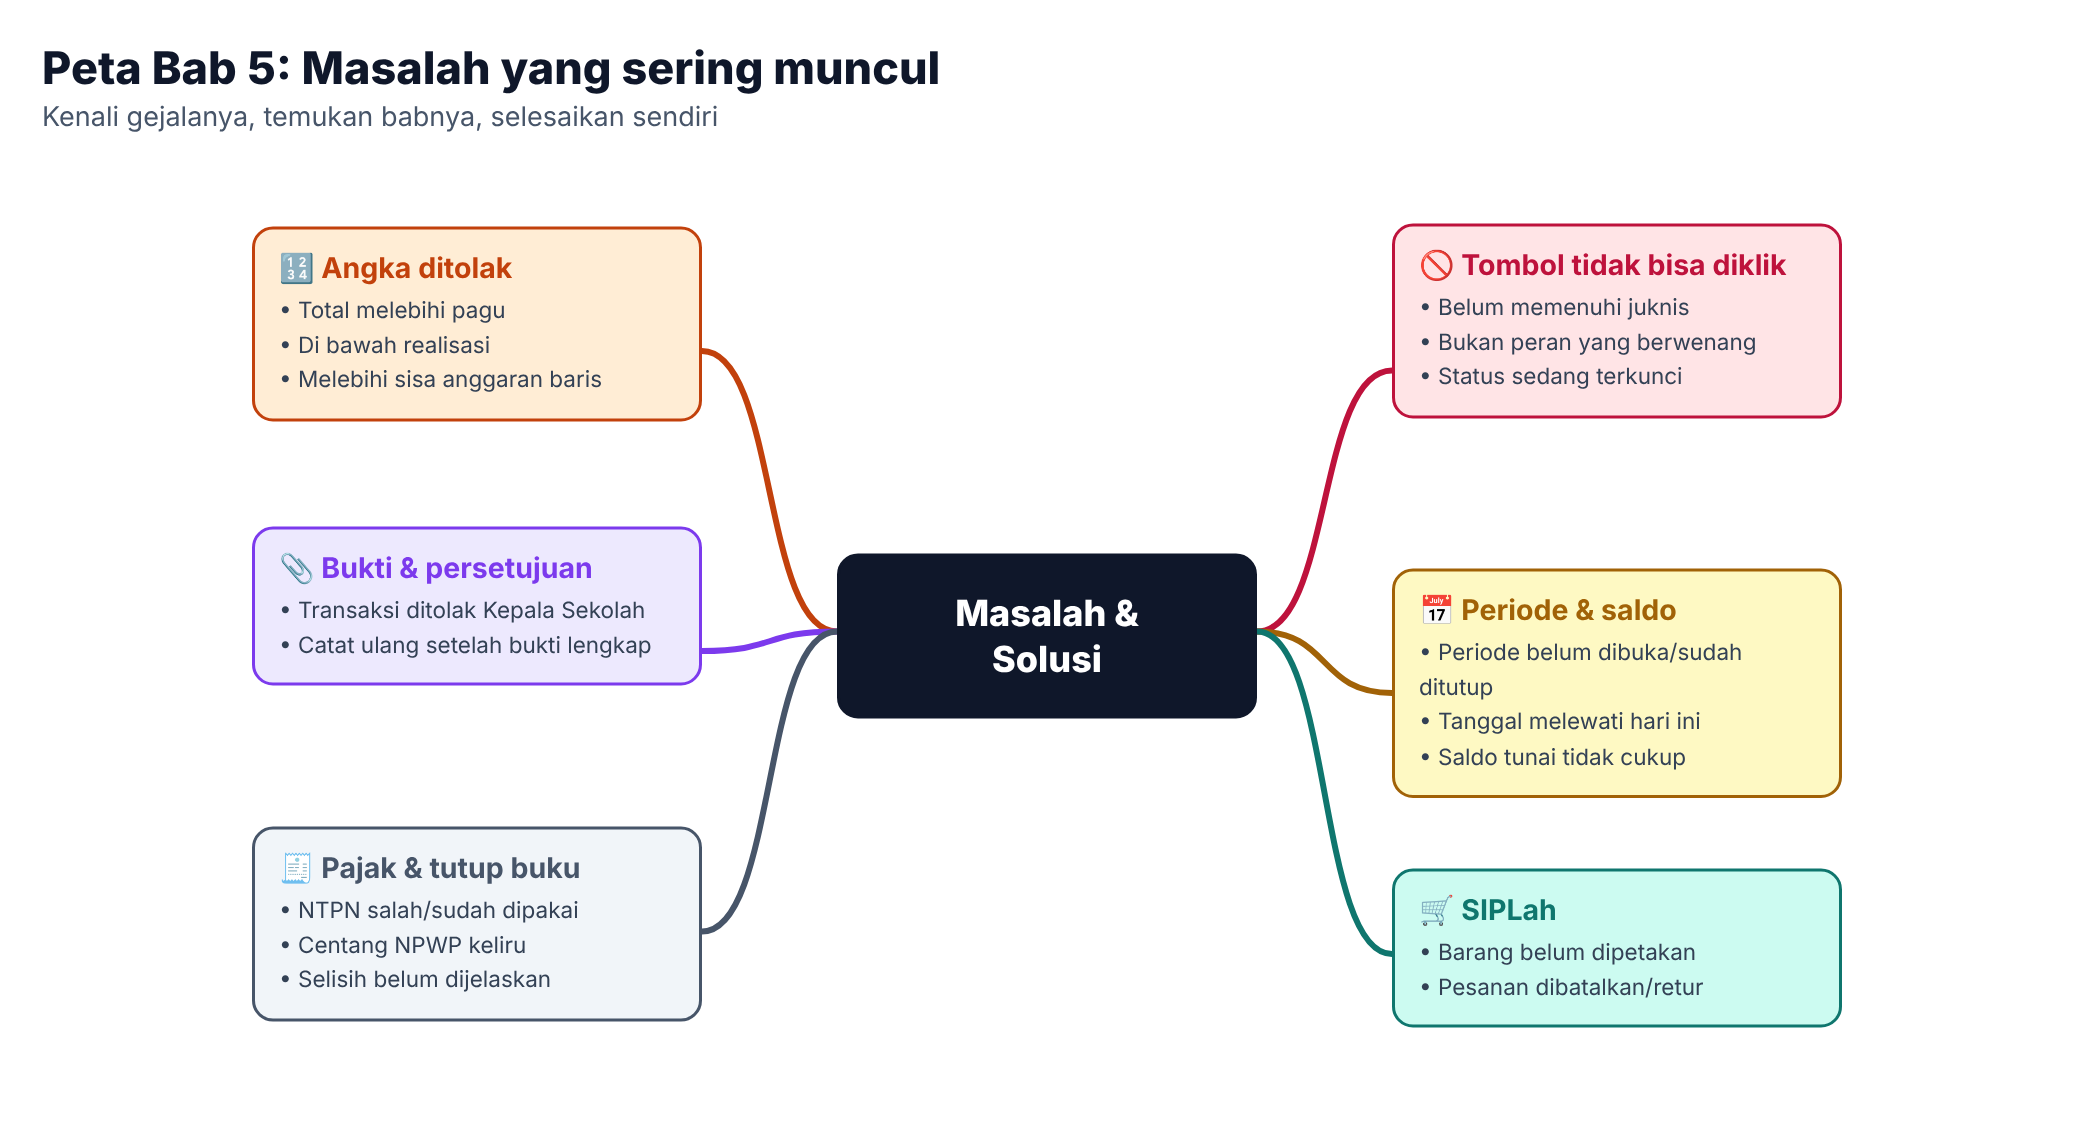 Peta Bab 5: Masalah yang sering muncul
Kenali gejalanya, temukan babnya, selesaikan sendiri
🔢 Angka ditolak
• Total melebihi pagu
• Di bawah realisasi
• Melebihi sisa anggaran baris
📎 Bukti & persetujuan
• Transaksi ditolak Kepala Sekolah
• Catat ulang setelah bukti lengkap
🧾 Pajak & tutup buku
• NTPN salah/sudah dipakai
• Centang NPWP keliru
• Selisih belum dijelaskan
Masalah &
Solusi
🚫 Tombol tidak bisa diklik
• Belum memenuhi juknis
• Bukan peran yang berwenang
• Status sedang terkunci
📅 Periode & saldo
• Periode belum dibuka/sudah
ditutup
• Tanggal melewati hari ini
• Saldo tunai tidak cukup
🛒 SIPLah
• Barang belum dipetakan
• Pesanan dibatalkan/retur